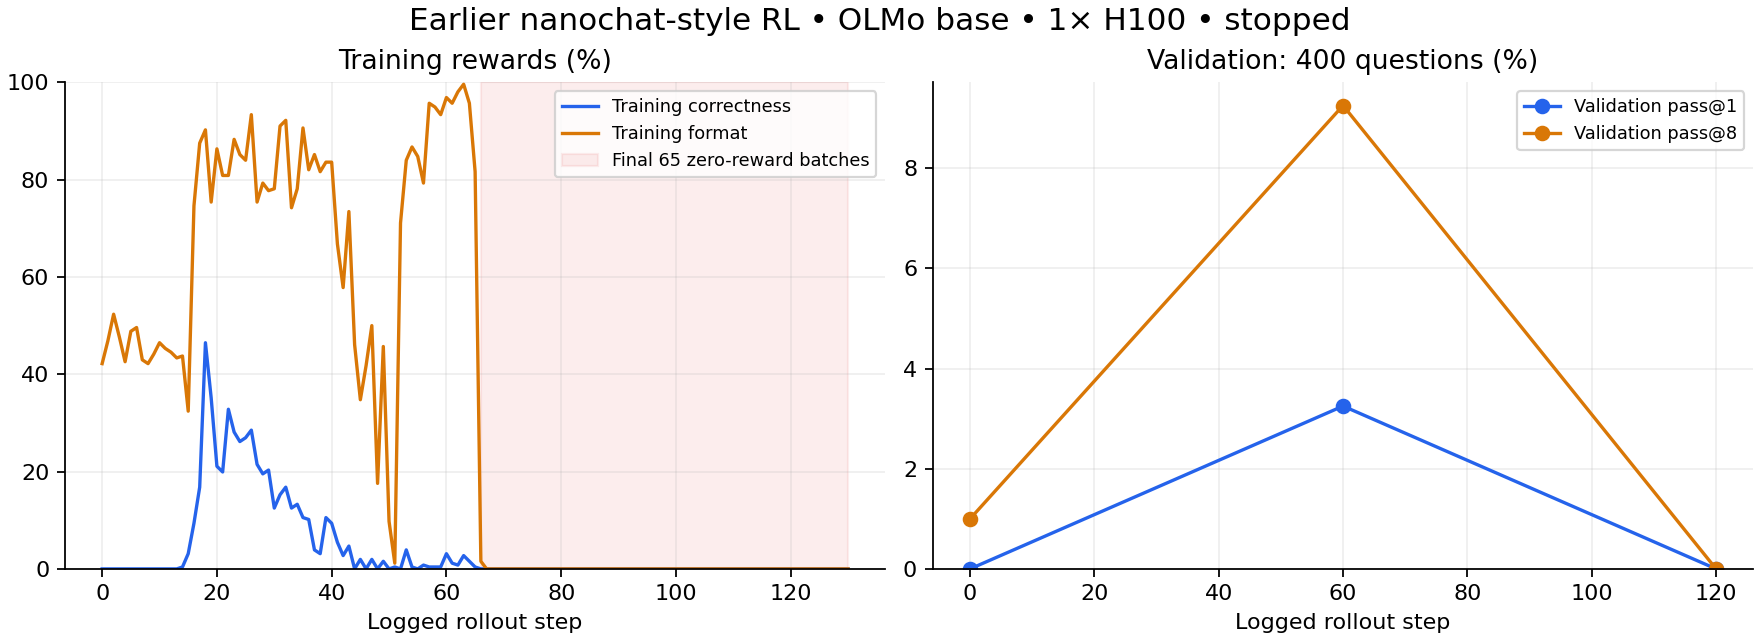 Earlier nanochat-style RL • OLMo base • 1× H100 • stopped
Training rewards (%)
100
80
60
40
20
0
Training correctness
Training format
Final 65 zero-reward batches
0 20 40 60 80 100 120
Logged rollout step
Validation: 400 questions (%)
8
6
4
2
0
Validation pass@1
Validation pass@8
0 20 40 60 80 100 120
Logged rollout step